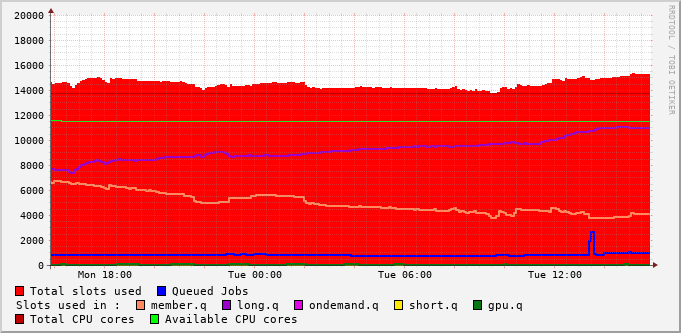 RRDTOOL / TOBI OETIKER
20000
18000
16000
14000
12000
10000
8000
6000
4000
2000
0
Mon 18:00 Tue 00:00 Tue 06:00 Tue 12:00
Total slots used Queued Jobs
Slots used in : member.q long.q ondemand.q short.q gpu.q
Total CPU cores Available CPU cores